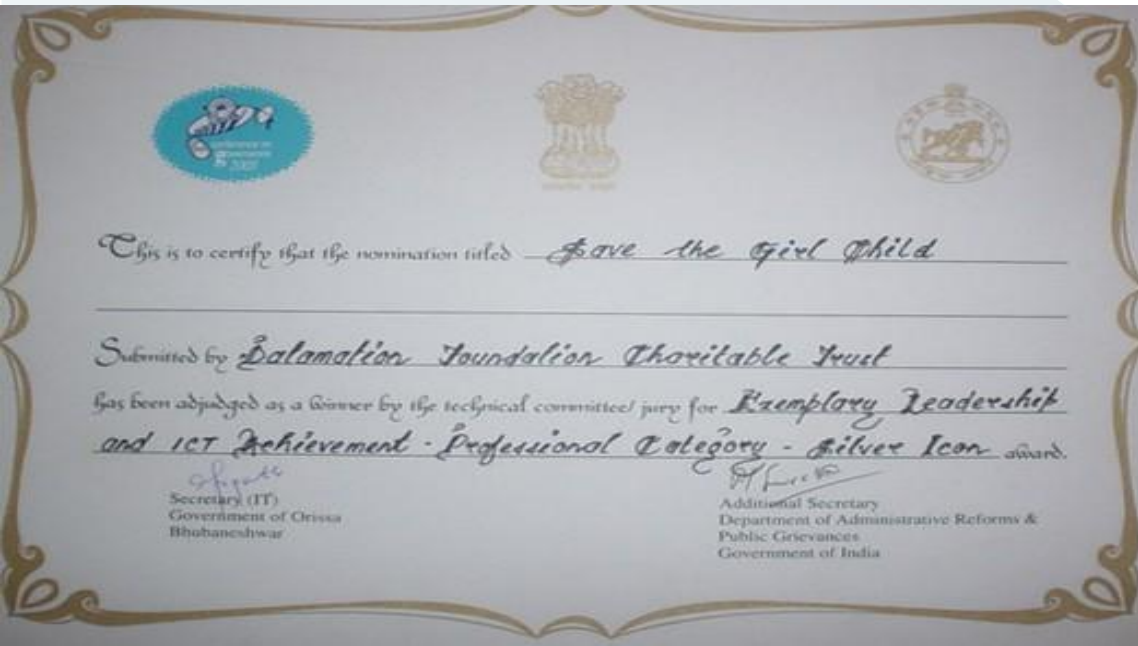 This is to certify that the nomination titled Save the Girl Child
Submitted by Datamation Foundation Charitable Trust
has been adjudged as a Winner by the technical committee/ jury for Exemplary Leadership
and ICT Achievement - Professional Category - Silver Icon award.
Secretary (IT)
Government of Orissa
Bhubaneshwar
Additional Secretary
Department of Administrative Reforms &
Public Grievances
Government of India